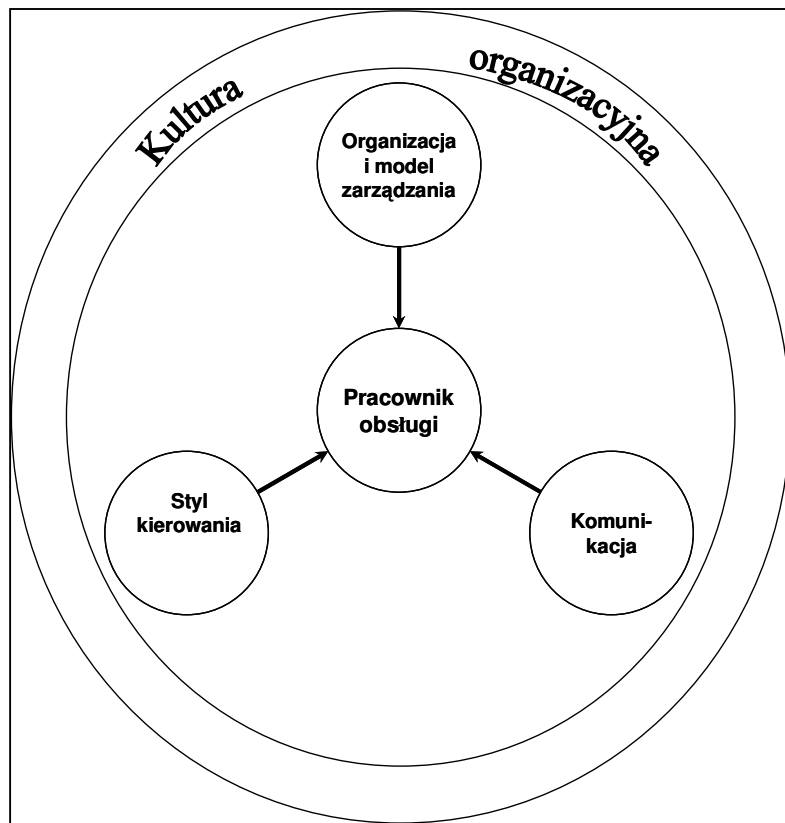 Kultura
organizacyjna
Organizacja
i model
zarządzania
Pracownik
obsługi
Styl
kierowania
Komuni-
kacja